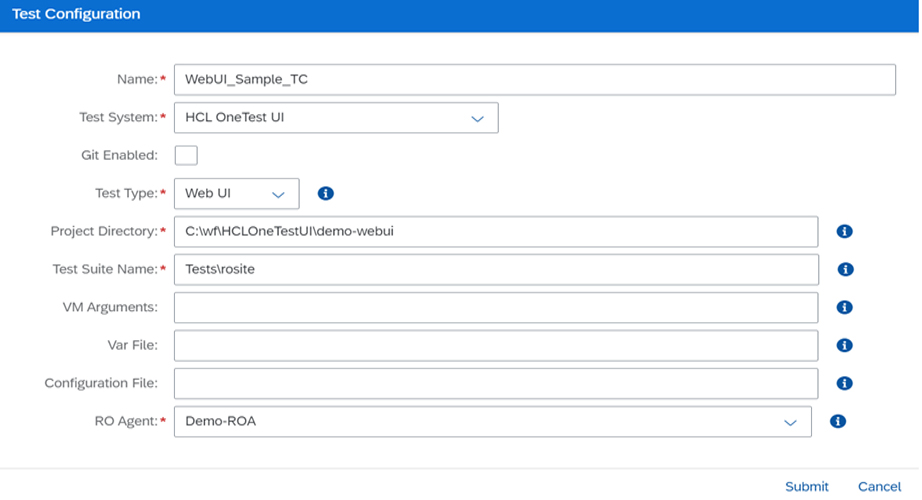 Test Configuration
Name:* WebUI_Sample_TC
Test System:* HCL OneTest UI
Git Enabled:
Test Type:* Web UI
Project Directory:* C:\wf\HCLOneTestUI\demo-webui
Test Suite Name:* Tests\rosite
VM Arguments:
Var File:
Configuration File:
RO Agent:* Demo-ROA
Submit Cancel